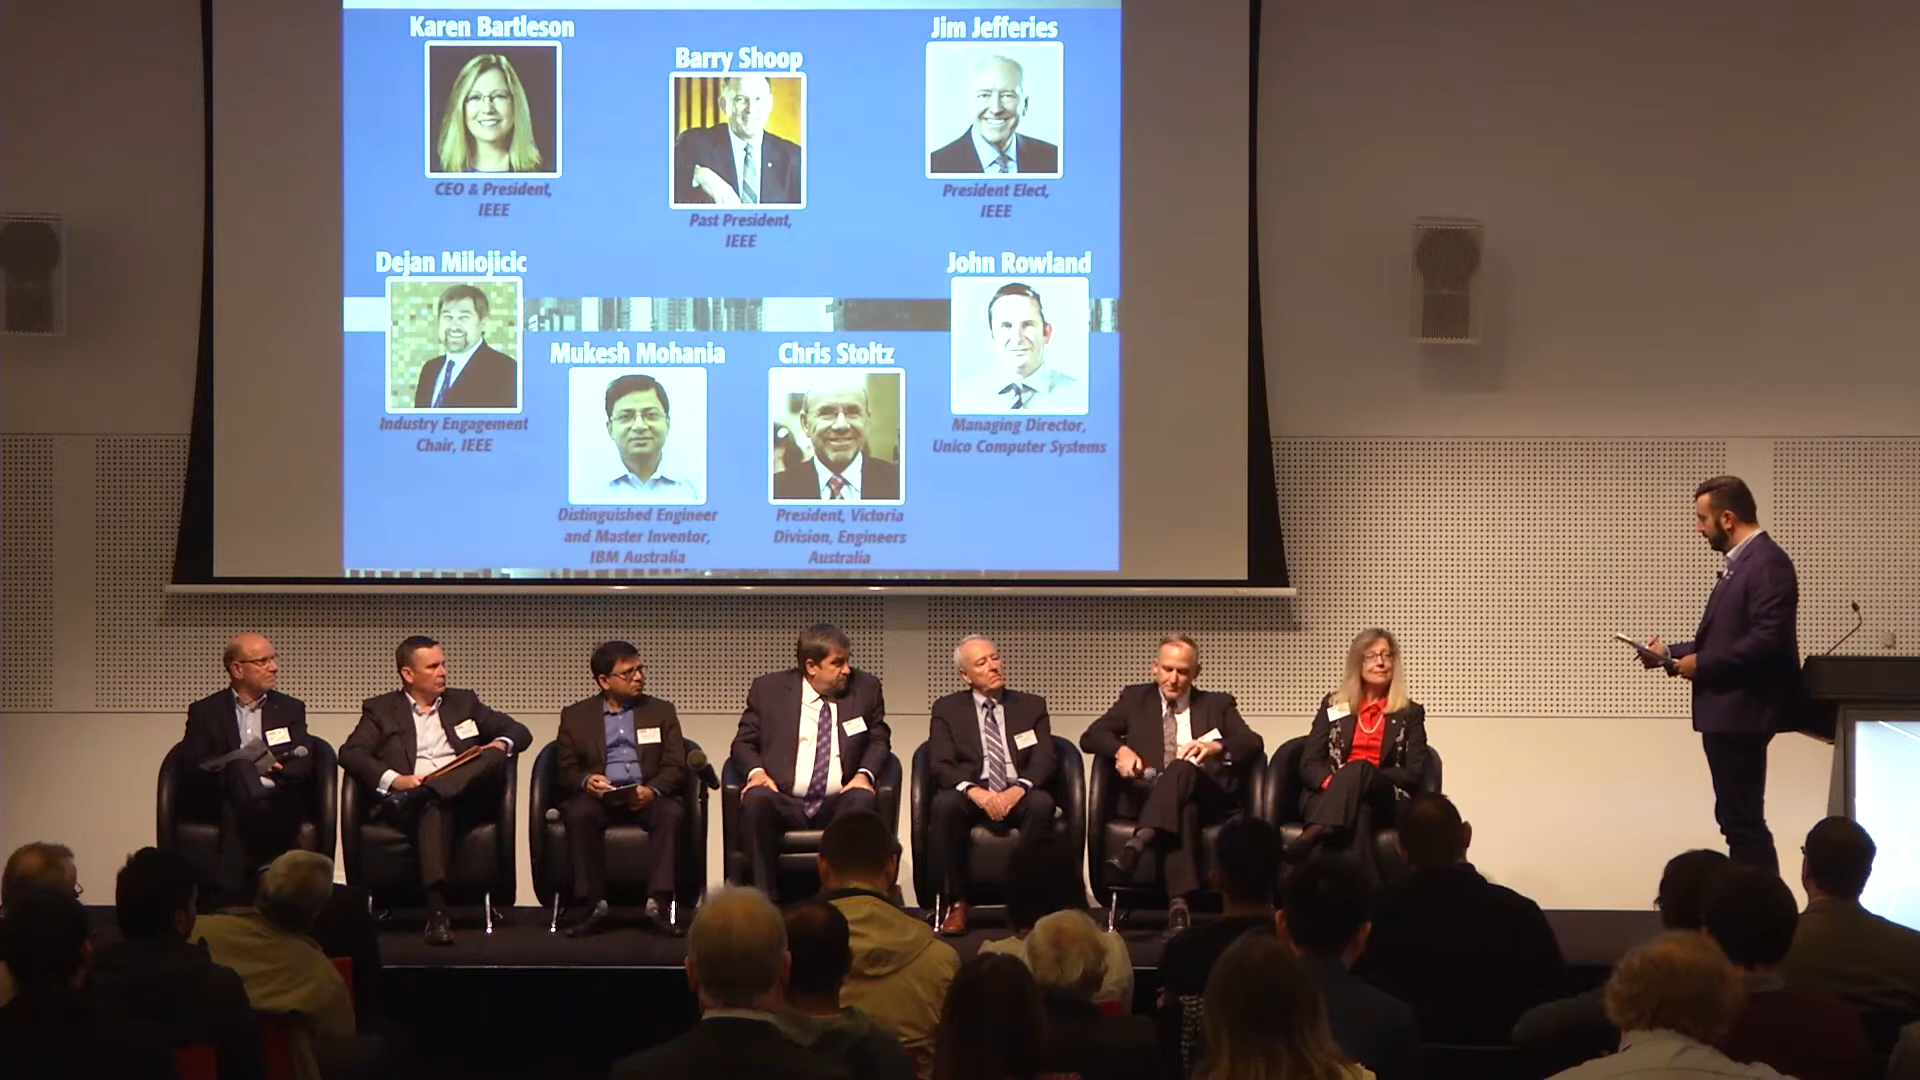 Karen Bartleson
CEO & President,
IEEE
Barry Shoop
Past President,
IEEE
Jim Jefferies
President Elect,
IEEE
Dejan Milojicic
Industry Engagement
Chair, IEEE
Mukesh Mohania
Distinguished Engineer
and Master Inventor,
IBM Australia
Chris Stoltz
President, Victoria
Division, Engineers
Australia
John Rowland
Managing Director,
Unico Computer Systems